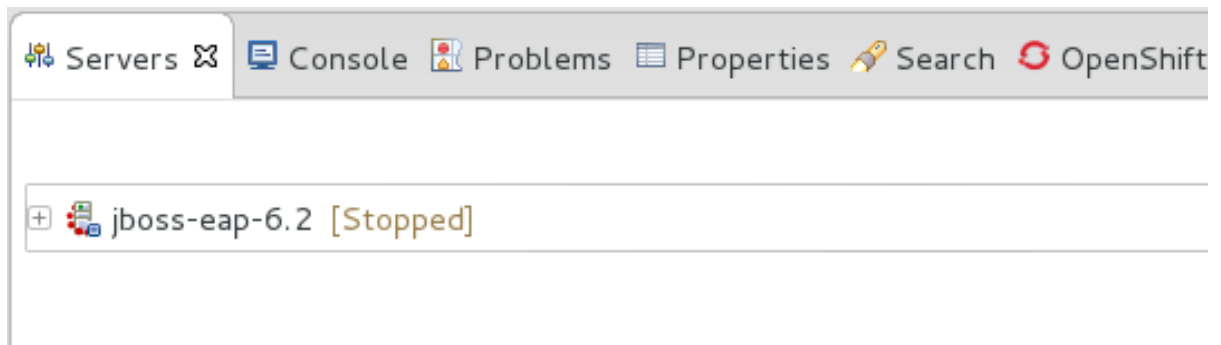 Servers Console Problems Properties Search OpenShift
jboss-eap-6.2 [Stopped]